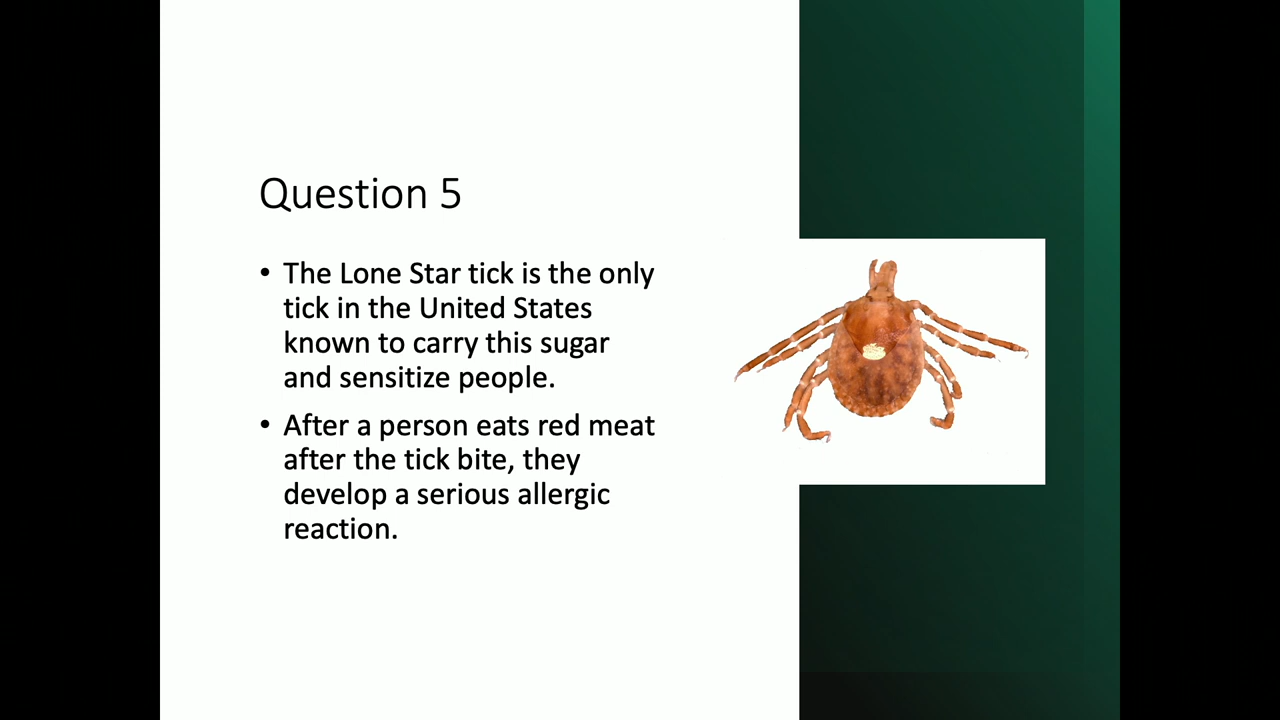 Question 5
• The Lone Star tick is the only
tick in the United States
known to carry this sugar
and sensitize people.
• After a person eats red meat
after the tick bite, they
develop a serious allergic
reaction.